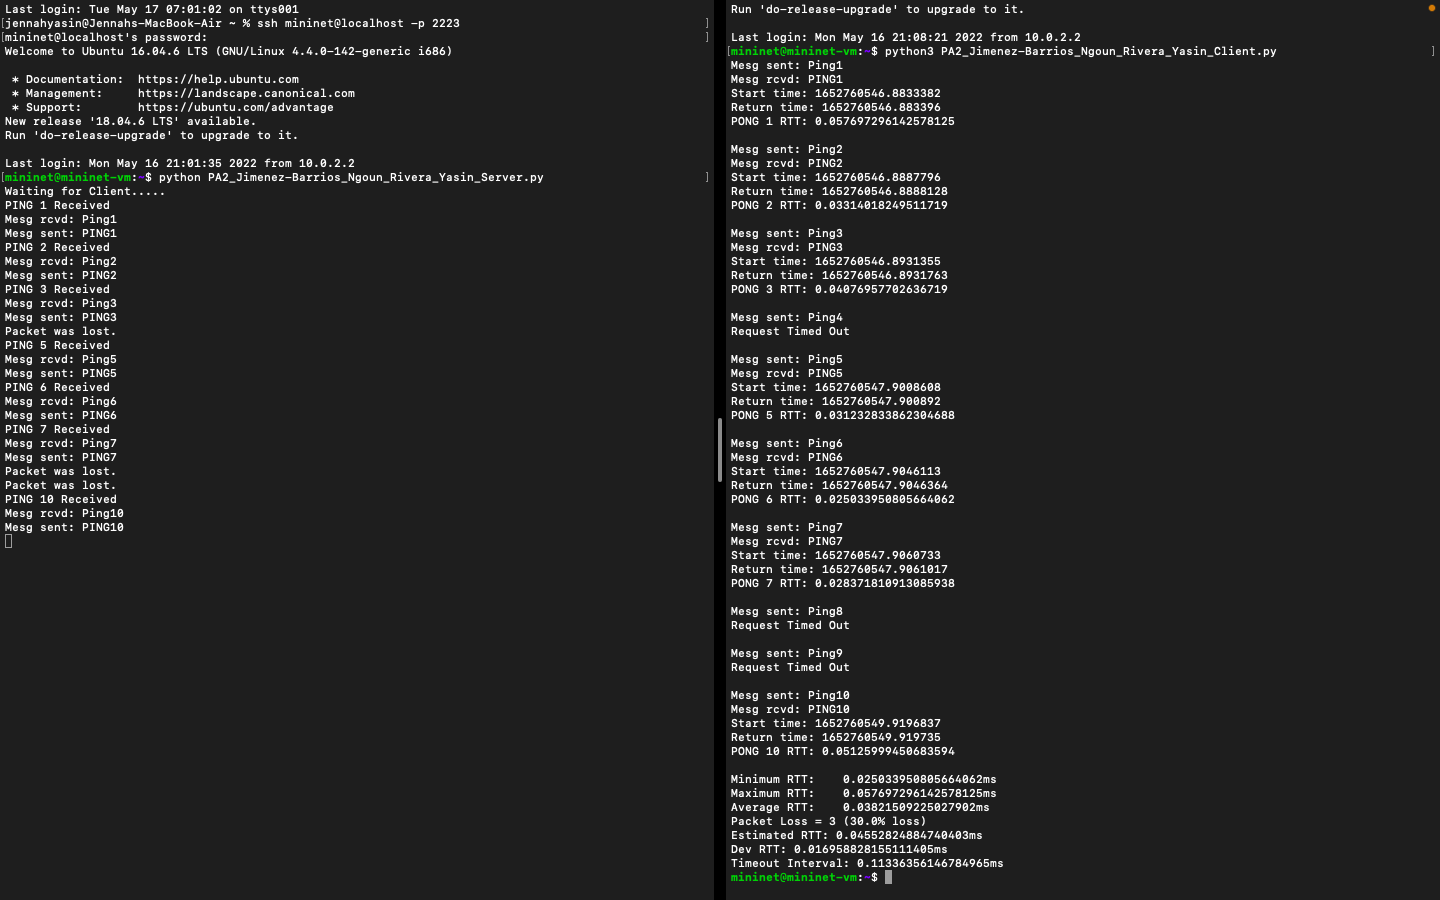 Last login: Tue May 17 07:01:02 on ttys001
[jennahyasin@Jennahs-MacBook-Air ~ % ssh mininet@localhost -p 2223 ]
[mininet@localhost's password: ]
Welcome to Ubuntu 16.04.6 LTS (GNU/Linux 4.4.0-142-generic i686)

 * Documentation:  https://help.ubuntu.com
 * Management:     https://landscape.canonical.com
 * Support:        https://ubuntu.com/advantage
New release '18.04.6 LTS' available.
Run 'do-release-upgrade' to upgrade to it.

Last login: Mon May 16 21:01:35 2022 from 10.0.2.2
[mininet@mininet-vm:~$ python PA2_Jimenez-Barrios_Ngoun_Rivera_Yasin_Server.py ]
Waiting for Client.....
PING 1 Received
Mesg rcvd: Ping1
Mesg sent: PING1
PING 2 Received
Mesg rcvd: Ping2
Mesg sent: PING2
PING 3 Received
Mesg rcvd: Ping3
Mesg sent: PING3
Packet was lost.
PING 5 Received
Mesg rcvd: Ping5
Mesg sent: PING5
PING 6 Received
Mesg rcvd: Ping6
Mesg sent: PING6
PING 7 Received
Mesg rcvd: Ping7
Mesg sent: PING7
Packet was lost.
Packet was lost.
PING 10 Received
Mesg rcvd: Ping10
Mesg sent: PING10

Run 'do-release-upgrade' to upgrade to it.

Last login: Mon May 16 21:08:21 2022 from 10.0.2.2
[mininet@mininet-vm:~$ python3 PA2_Jimenez-Barrios_Ngoun_Rivera_Yasin_Client.py ]
Mesg sent: Ping1
Mesg rcvd: PING1
Start time: 1652760546.8833382
Return time: 1652760546.883396
PONG 1 RTT: 0.057697296142578125

Mesg sent: Ping2
Mesg rcvd: PING2
Start time: 1652760546.8887796
Return time: 1652760546.8888128
PONG 2 RTT: 0.03314018249511719

Mesg sent: Ping3
Mesg rcvd: PING3
Start time: 1652760546.8931355
Return time: 1652760546.8931763
PONG 3 RTT: 0.04076957702636719

Mesg sent: Ping4
Request Timed Out

Mesg sent: Ping5
Mesg rcvd: PING5
Start time: 1652760547.9008608
Return time: 1652760547.900892
PONG 5 RTT: 0.031232833862304688

Mesg sent: Ping6
Mesg rcvd: PING6
Start time: 1652760547.9046113
Return time: 1652760547.9046364
PONG 6 RTT: 0.025033950805664062

Mesg sent: Ping7
Mesg rcvd: PING7
Start time: 1652760547.9060733
Return time: 1652760547.9061017
PONG 7 RTT: 0.028371810913085938

Mesg sent: Ping8
Request Timed Out

Mesg sent: Ping9
Request Timed Out

Mesg sent: Ping10
Mesg rcvd: PING10
Start time: 1652760549.9196837
Return time: 1652760549.919735
PONG 10 RTT: 0.05125999450683594

Minimum RTT:    0.025033950805664062ms
Maximum RTT:    0.057697296142578125ms
Average RTT:    0.03821509225027902ms
Packet Loss = 3 (30.0% loss)
Estimated RTT: 0.04552824884740403ms
Dev RTT: 0.016958828155111405ms
Timeout Interval: 0.11336356146784965ms
mininet@mininet-vm:~$